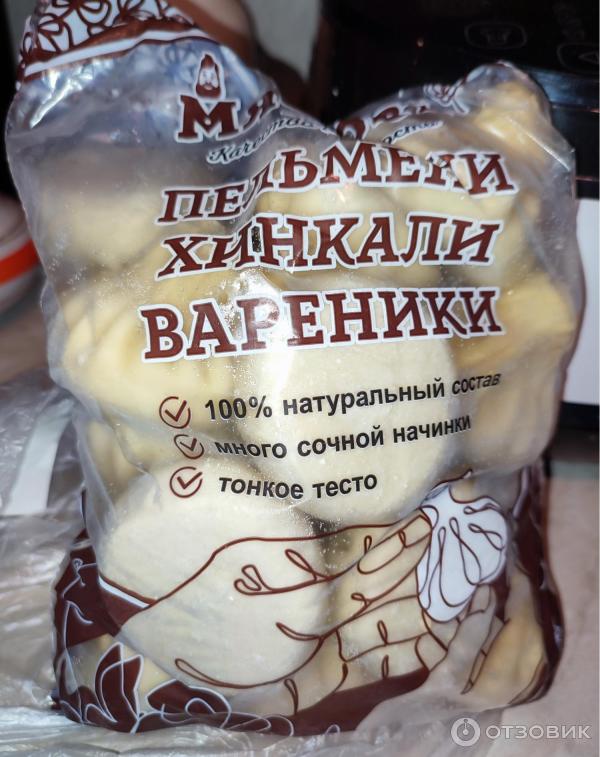 ПЕЛЬМЕНИ
ХИНКАЛИ
ВАРЕНИКИ
100% натуральный состав
много сочной начинки
тонкое тесто
ОТЗОВИК